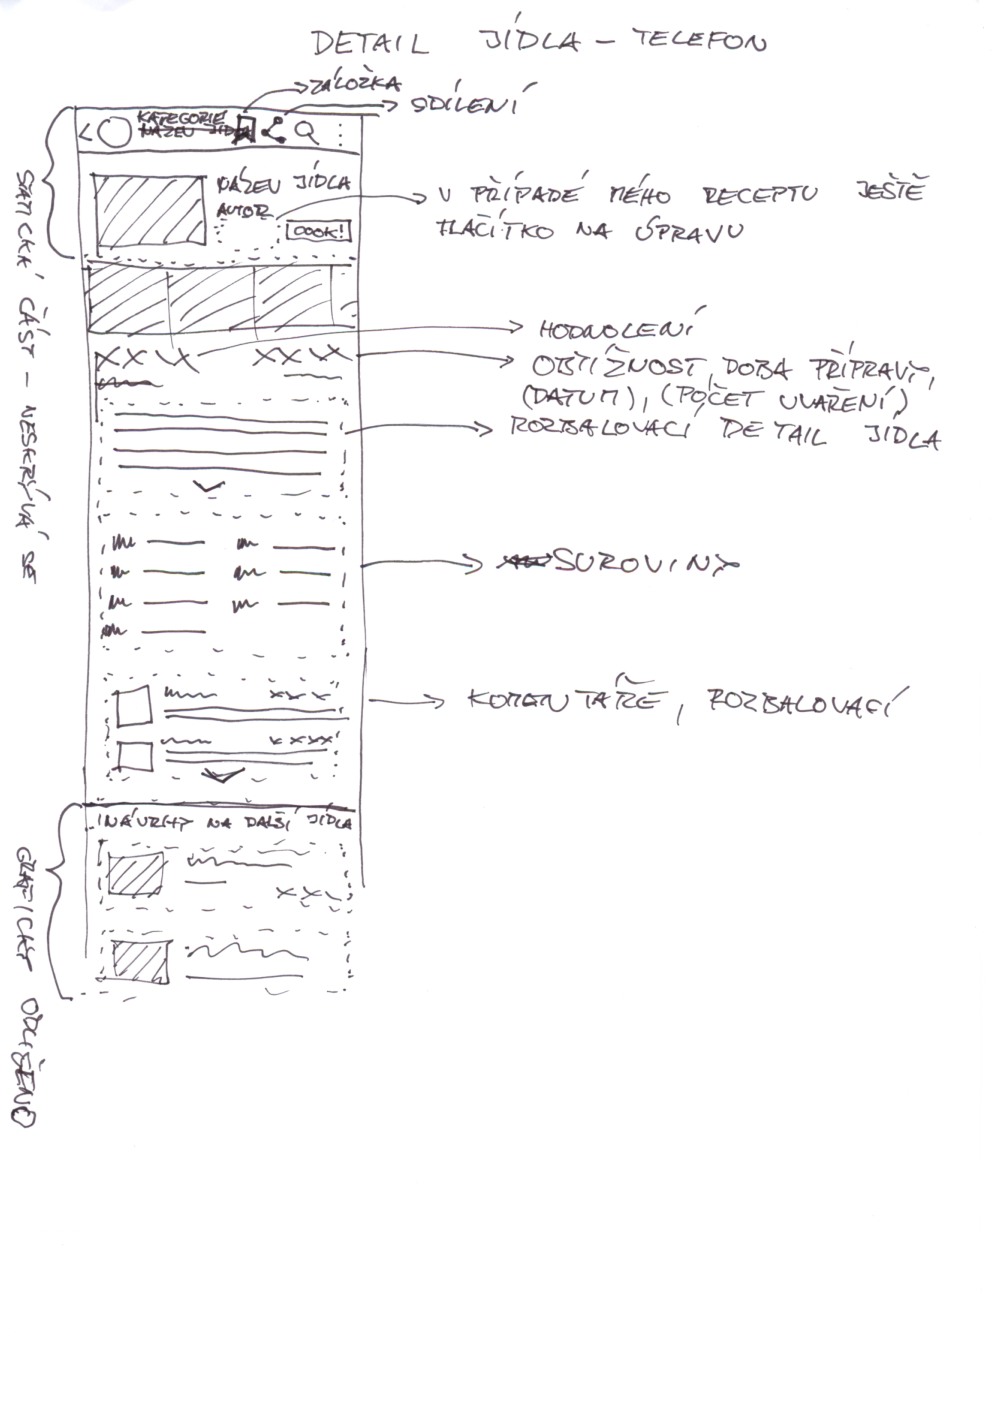 DETAIL JÍDLA - TELEFON
ZÁLOŽKA
SDÍLENÍ
KATEGORIE
NÁZEV JÍDLA
NÁZEV JÍDLA
AUTOR
COOK!
V PŘÍPADĚ MÉHO RECEPTU JEŠTĚ
TLAČÍTKO NA ÚPRAVU
STATICKÁ ČÁST - NESKRÝVÁ SE
HODNOCENÍ
OBTÍŽNOST, DOBA PŘÍPRAVY,
(DATUM), (POČET UVAŘENÍ)
ROZBALOVACÍ DETAIL JÍDLA
SUROVINY
KOMENTÁŘE, ROZBALOVACÍ
NÁVRHY NA DALŠÍ JÍDLA
GRAFICKY ODLIŠENO